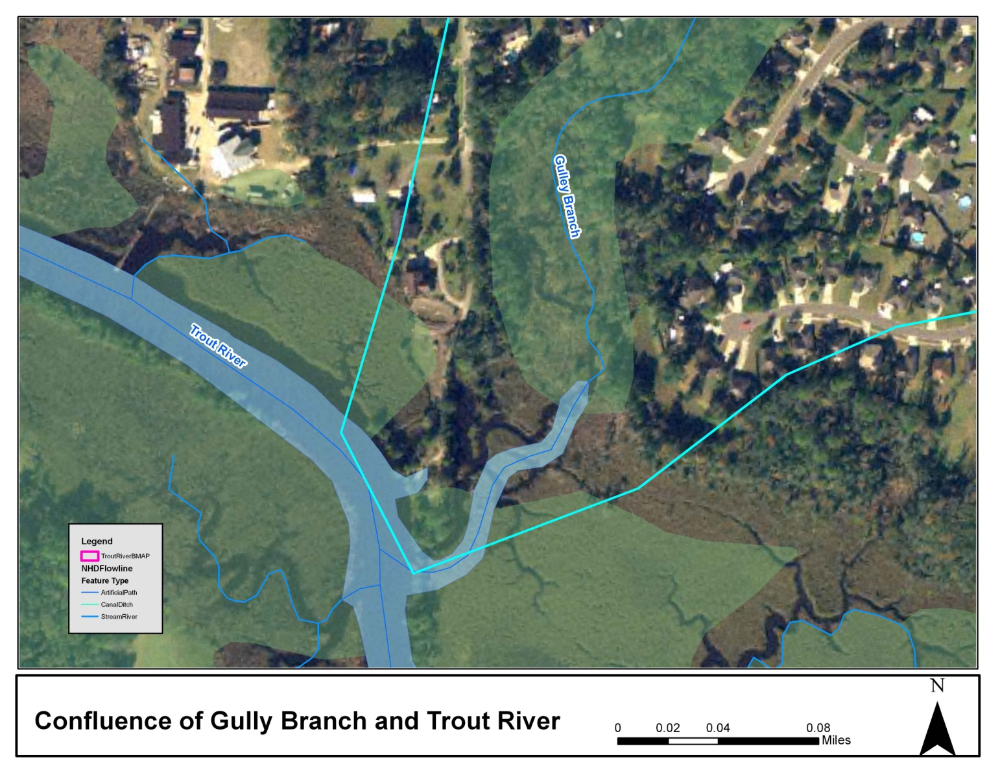 Gulley Branch
Trout River
Legend
TroutRiverBMAP
NHDFlowline
Feature Type
ArtificialPath
CanalDitch
StreamRiver
Confluence of Gully Branch and Trout River
0 0.02 0.04 0.08
Miles
N